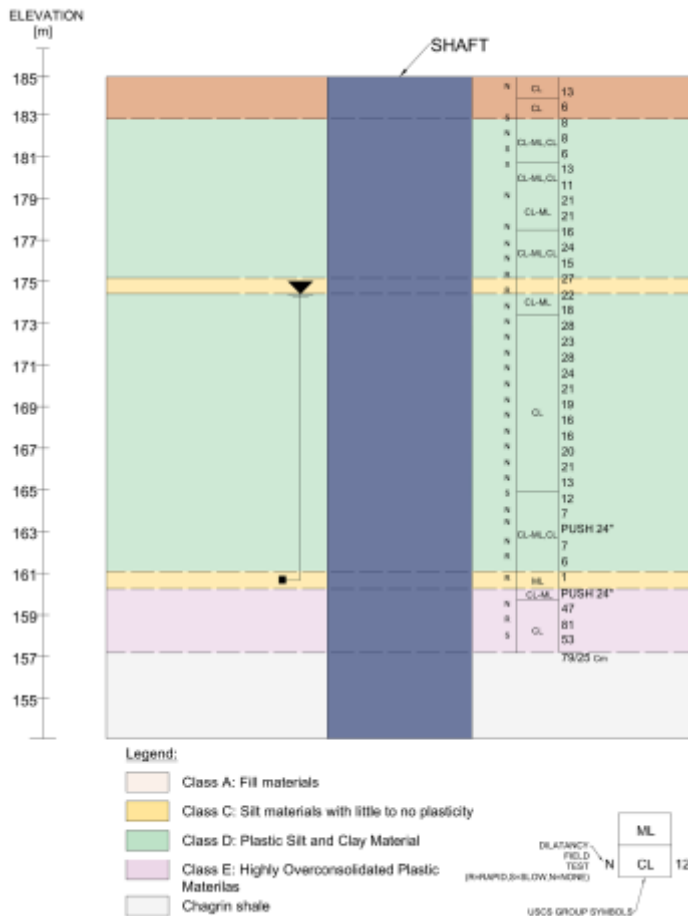 ELEVATION
[m]
SHAFT
185
183
181
179
177
175
173
171
169
167
165
163
161
159
157
155
N
S
N
S
S
N
N
N
N
R
R
N
N
N
N
N
N
N
N
N
N
N
N
S
N
N
N
R
R
N
R
S
CL
CL
CL-ML,CL
CL-ML,CL
CL-ML
CL-ML,CL
CL-ML
CL
CL-ML,CL
ML
CL-ML
CL
13
6
8
8
6
13
11
21
21
16
24
15
27
22
18
28
23
28
24
21
19
16
16
20
21
13
12
7
PUSH 24"
7
6
1
PUSH 24"
47
81
53
79/25 Cm
Legend:
Class A: Fill materials
Class C: Silt materials with little to no plasticity
Class D: Plastic Silt and Clay Material
Class E: Highly Overconsolidated Plastic
Materilas
Chagrin shale
ML
DILATANCY
FIELD
TEST
(R=RAPID,S=SLOW,N=NONE)
N CL 12
USCS GROUP SYMBOLS